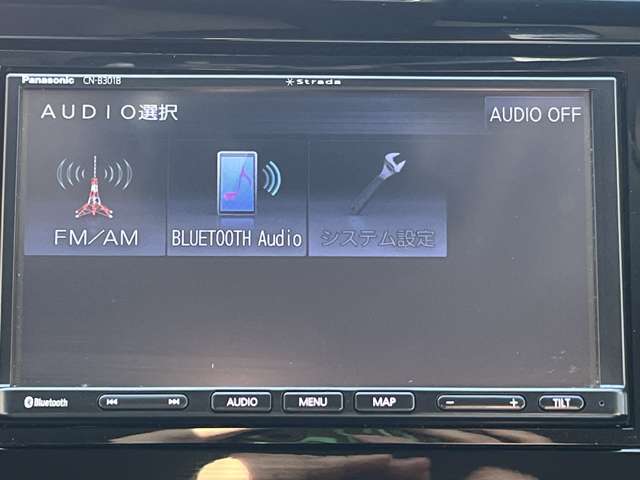 Panasonic CN-B301B Strada
AUDIO選択
AUDIO OFF
FM/AM
BLUETOOTH Audio
システム設定
Bluetooth AUDIO MENU MAP − + TILT